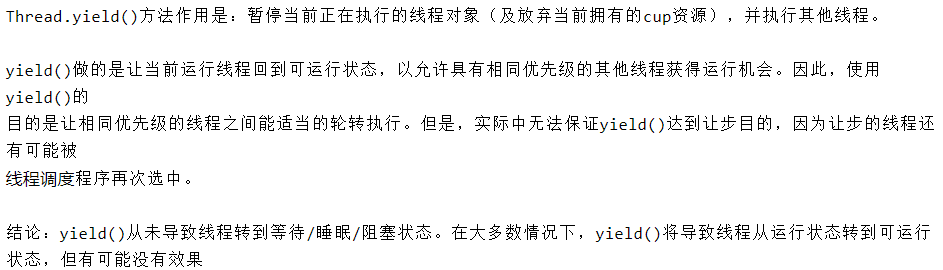 Thread.yield()方法作用是：暂停当前正在执行的线程对象（及放弃当前拥有的cup资源），并执行其他线程。
yield()做的是让当前运行线程回到可运行状态，以允许具有相同优先级的其他线程获得运行机会。因此，使用
yield()的
目的是让相同优先级的线程之间能适当的轮转执行。但是，实际中无法保证yield()达到让步目的，因为让步的线程还
有可能被
线程调度程序再次选中。
结论：yield()从未导致线程转到等待/睡眠/阻塞状态。在大多数情况下，yield()将导致线程从运行状态转到可运行
状态，但有可能没有效果